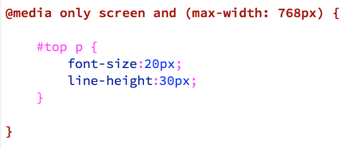 @media only screen and (max-width: 768px) {
#top p {
font-size:20px;
line-height:30px;
}
}